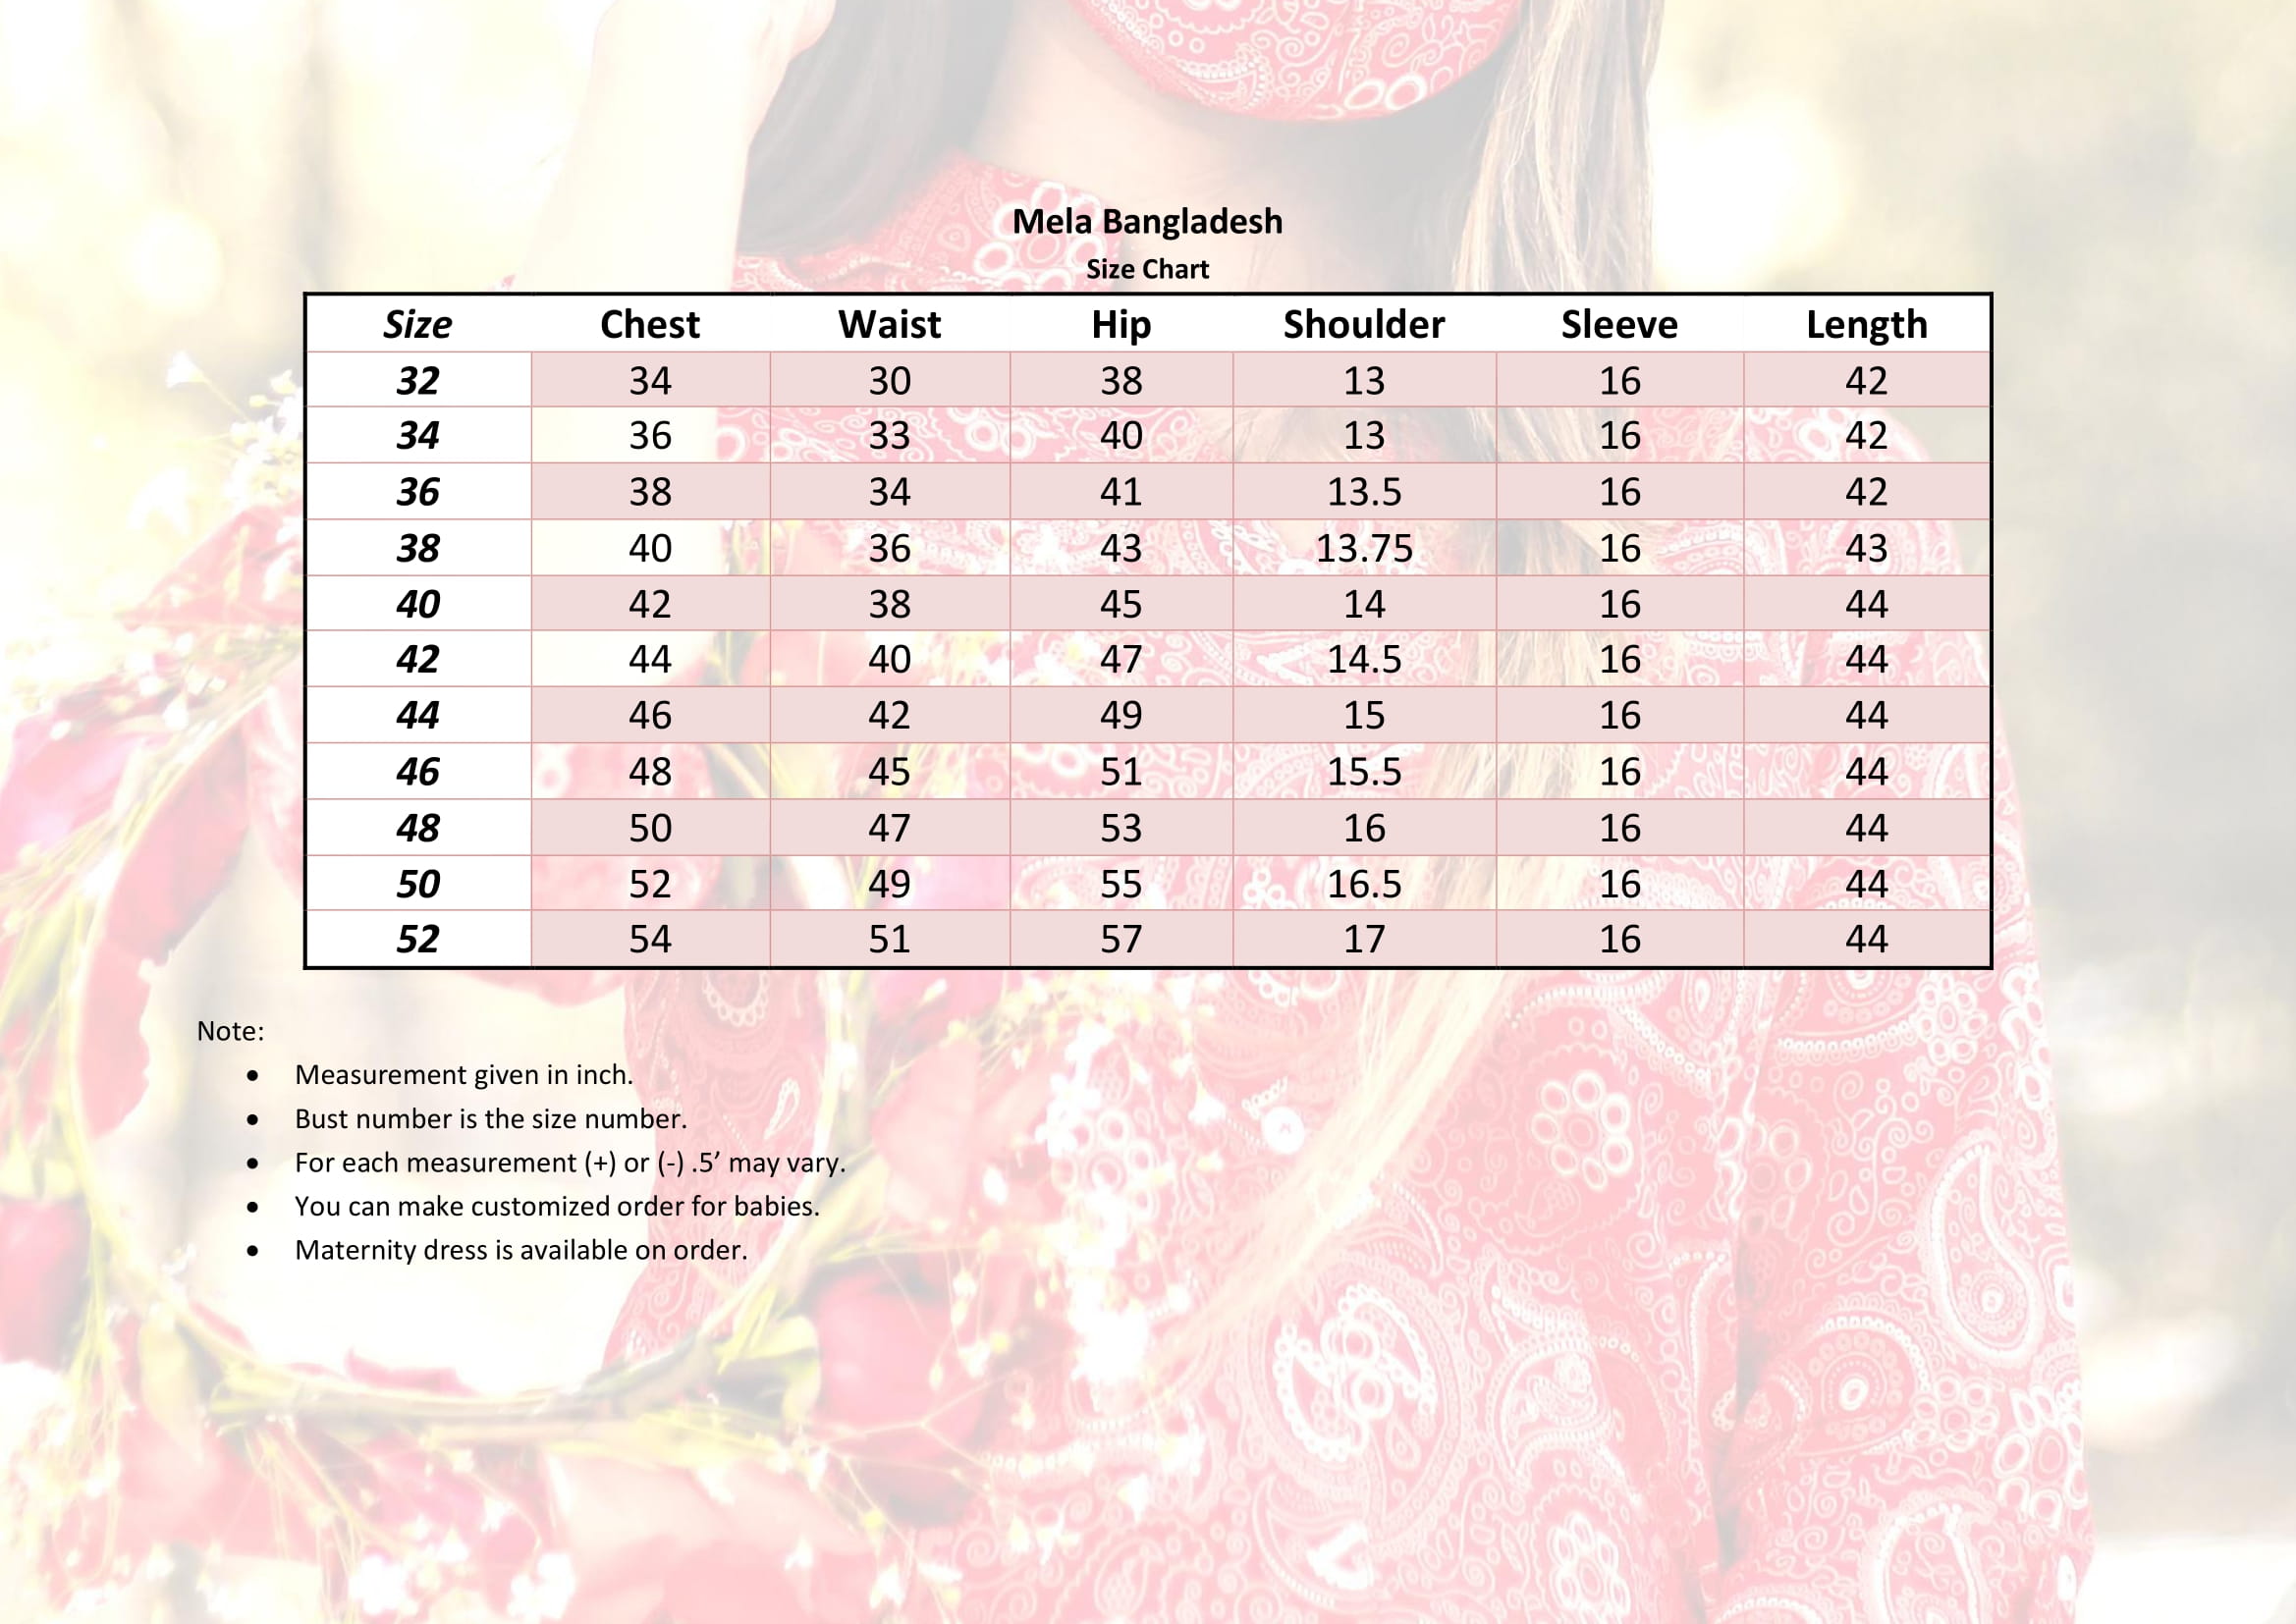 Mela Bangladesh
Size Chart
Size Chest Waist Hip Shoulder Sleeve Length
32 34 30 38 13 16 42
34 36 33 40 13 16 42
36 38 34 41 13.5 16 42
38 40 36 43 13.75 16 43
40 42 38 45 14 16 44
42 44 40 47 14.5 16 44
44 46 42 49 15 16 44
46 48 45 51 15.5 16 44
48 50 47 53 16 16 44
50 52 49 55 16.5 16 44
52 54 51 57 17 16 44
Note:
• Measurement given in inch.
• Bust number is the size number.
• For each measurement (+) or (-) .5’ may vary.
• You can make customized order for babies.
• Maternity dress is available on order.